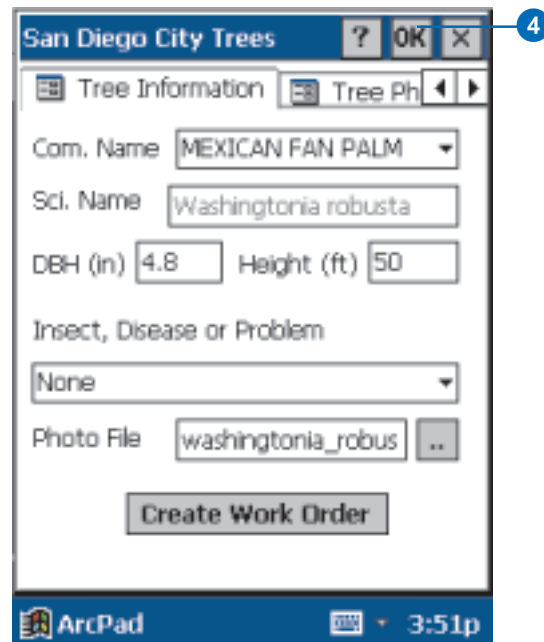 San Diego City Trees ? OK × 4
Tree Information Tree Ph
Com. Name MEXICAN FAN PALM
Sci. Name Washingtonia robusta
DBH (in) 4.8 Height (ft) 50
Insect, Disease or Problem
None
Photo File washingtonia_robus ..
Create Work Order
ArcPad 3:51p